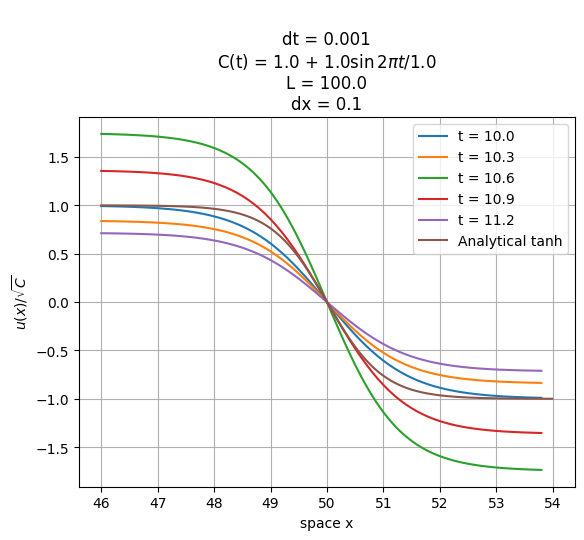 dt = 0.001
C(t) = 1.0 + 1.0sin 2πt/1.0
L = 100.0
dx = 0.1
t = 10.0
t = 10.3
t = 10.6
t = 10.9
t = 11.2
Analytical tanh
1.5
1.0
0.5
0.0
−0.5
−1.0
−1.5
u(x)/√C
46 47 48 49 50 51 52 53 54
space x